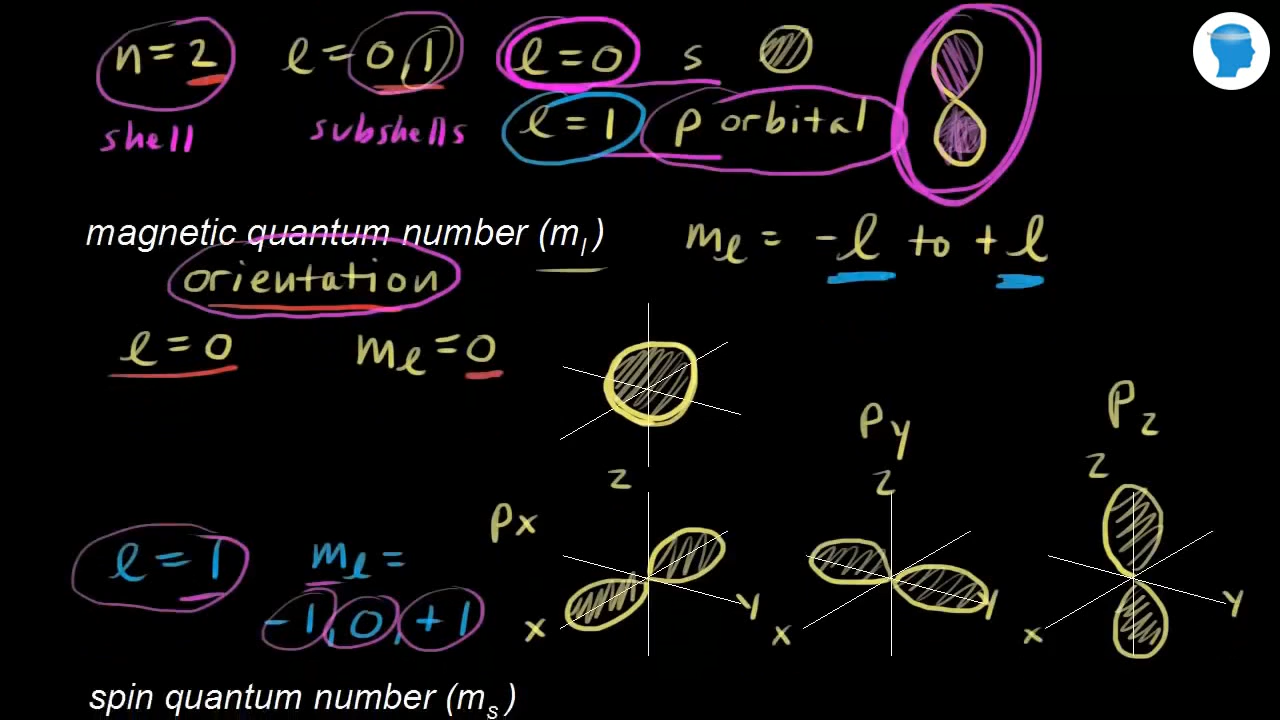 n=2 l=0,1 l=0 s
shell subshells l=1 p orbital
magnetic quantum number (ml) ml = -l to +l
orientation
l=0 ml=0
Px Py Pz
z z z
l=1 ml=
-1,0,+1
x y x y x y
spin quantum number (ms)